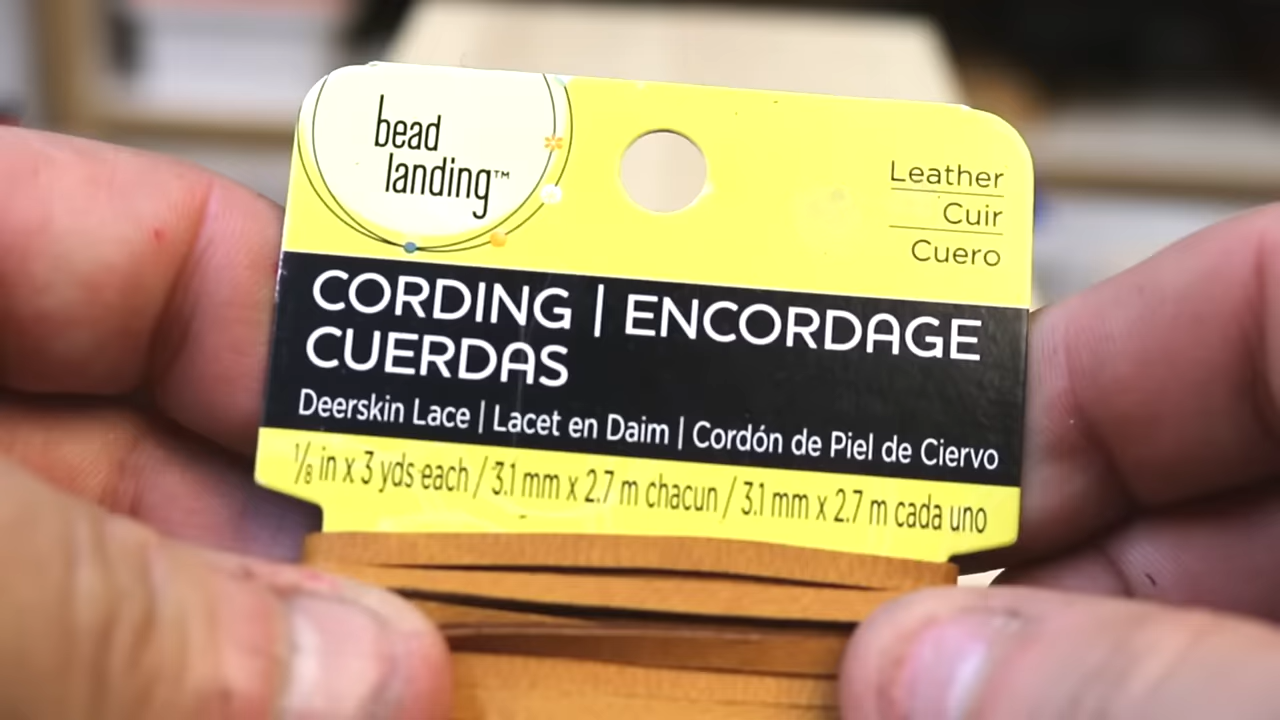 bead
landing™
Leather
Cuir
Cuero
CORDING | ENCORDAGE
CUERDAS
Deerskin Lace | Lacet en Daim | Cordón de Piel de Ciervo
⅛ in x 3 yds each / 3.1 mm x 2.7 m chacun / 3.1 mm x 2.7 m cada uno